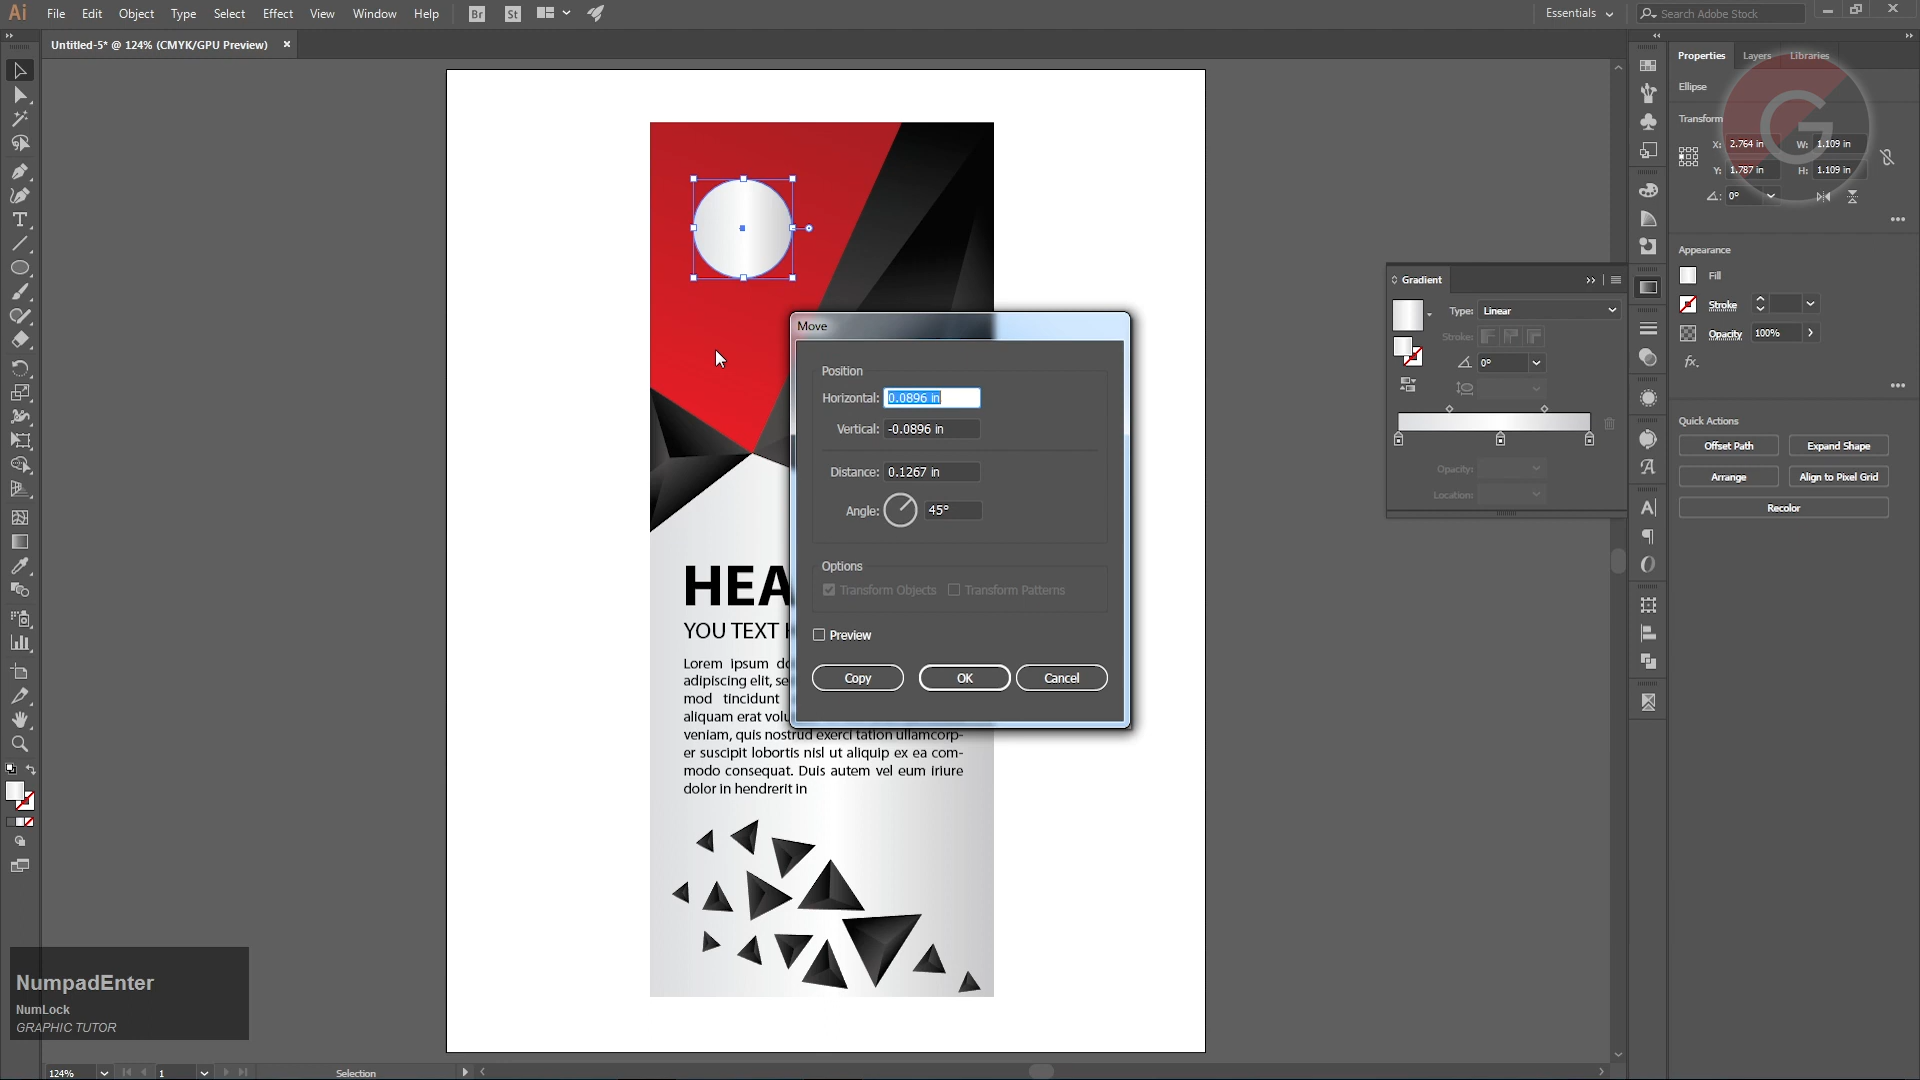 Ai File Edit Object Type Select Effect View Window Help Br St Essentials Search Adobe Stock
Untitled-5* @ 124% (CMYK/GPU Preview) ×
Properties Layers Libraries
Ellipse
Transform
X: 2.764 in W: 1.109 in
Y: 1.787 in H: 1.109 in
0°
Appearance
Fill
Stroke
Opacity 100%
fx.
Quick Actions
Offset Path Expand Shape
Arrange Align to Pixel Grid
Recolor
G
Gradient
Type: Linear
Stroke:
0°
Opacity:
Location:
Move
Position
Horizontal: 0.0896 in
Vertical: -0.0896 in
Distance: 0.1267 in
Angle: 45°
Options
Transform Objects Transform Patterns
Preview
Copy OK Cancel
HEA
YOU TEXT
Lorem ipsum do
adipiscing elit, se
mod tincidunt
aliquam erat volu
veniam, quis nostrud exerci tation ullamcorp-
er suscipit lobortis nisl ut aliquip ex ea com-
modo consequat. Duis autem vel eum iriure
dolor in hendrerit in
NumpadEnter
NumLock
GRAPHIC TUTOR
124% 1 Selection